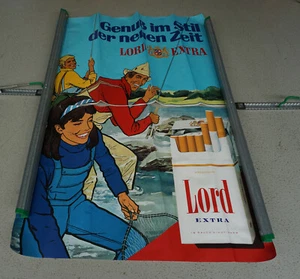 Genuß im Stil
der neuen Zeit
LORD EXTRA
Lord
EXTRA